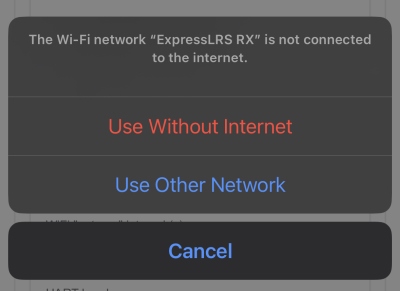 The Wi-Fi network “ExpressLRS RX” is not connected
to the internet.
Use Without Internet
Use Other Network
Cancel